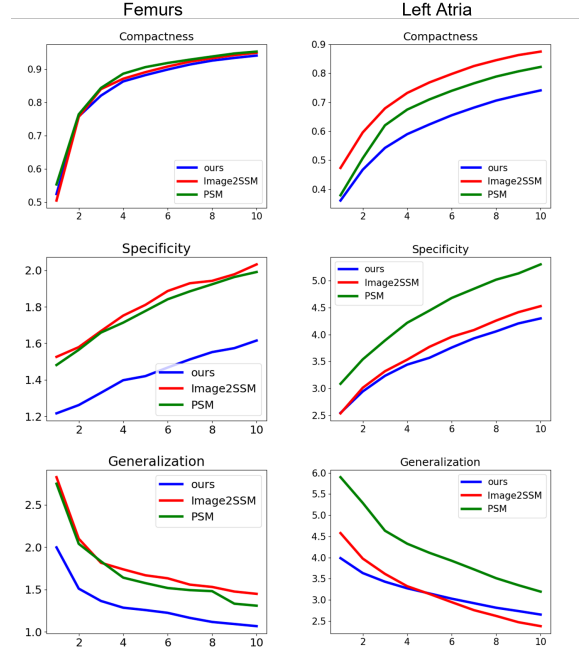 Femurs
Left Atria
Compactness
0.9
0.8
0.7
0.6
0.5
ours
Image2SSM
PSM
2 4 6 8 10
Compactness
0.9
0.8
0.7
0.6
0.5
0.4
ours
Image2SSM
PSM
2 4 6 8 10
Specificity
2.0
1.8
1.6
1.4
1.2
ours
Image2SSM
PSM
2 4 6 8 10
Specificity
5.0
4.5
4.0
3.5
3.0
2.5
ours
Image2SSM
PSM
2 4 6 8 10
Generalization
2.5
2.0
1.5
1.0
ours
Image2SSM
PSM
2 4 6 8 10
Generalization
6.0
5.5
5.0
4.5
4.0
3.5
3.0
2.5
ours
Image2SSM
PSM
2 4 6 8 10